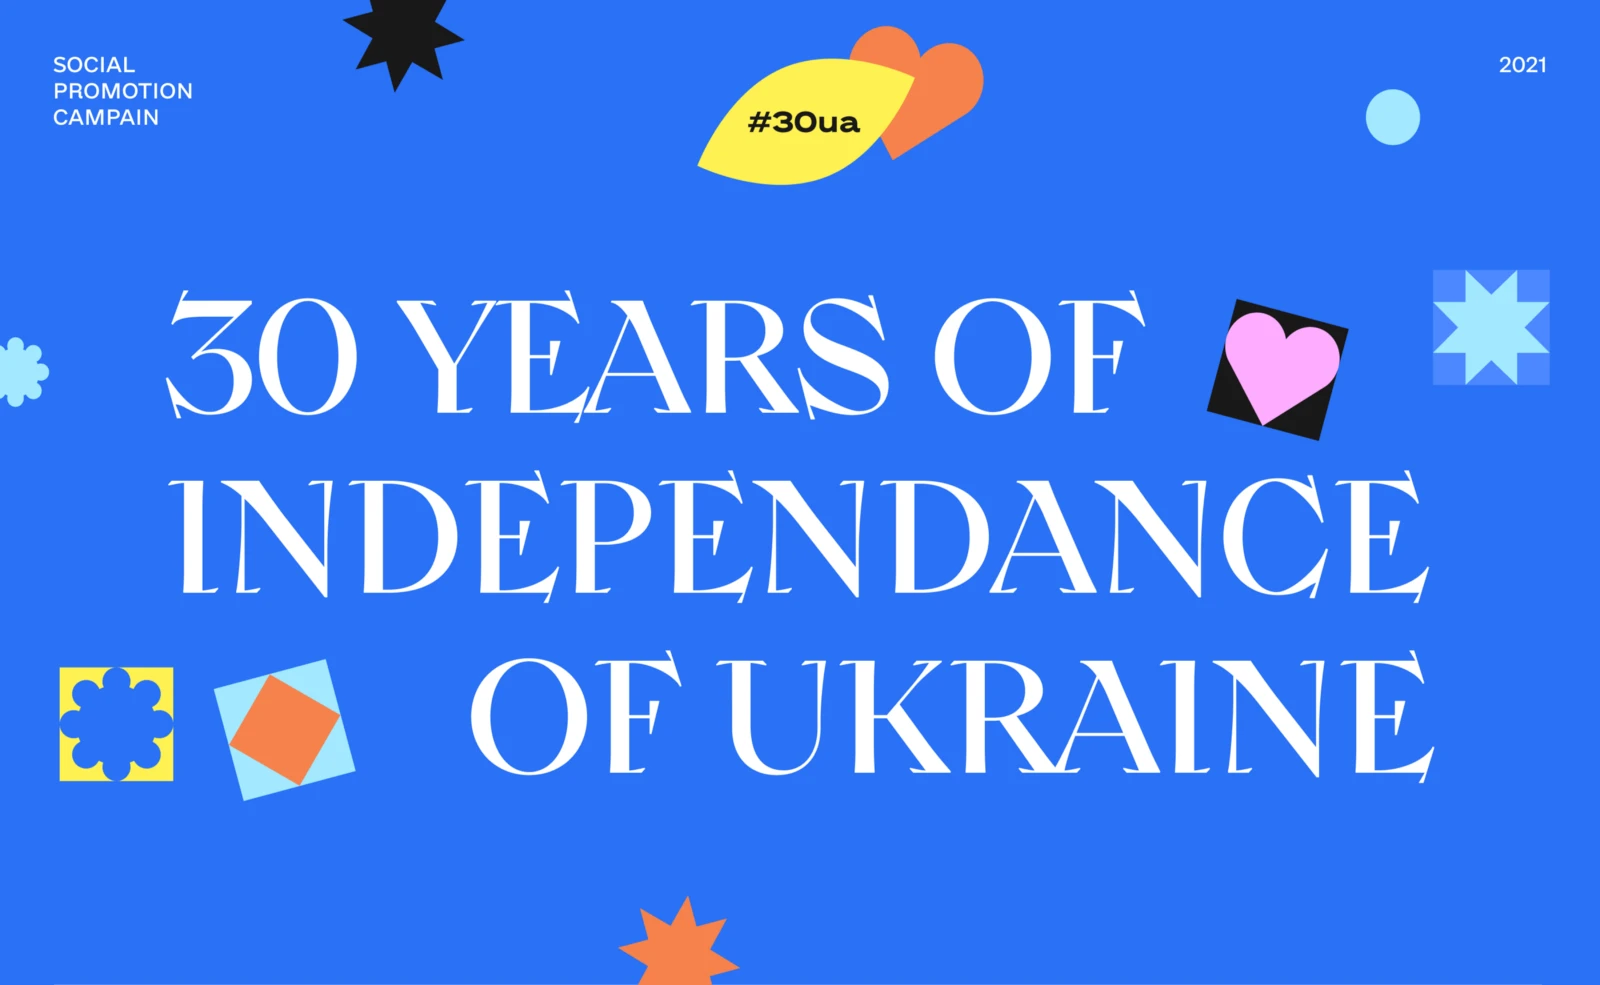 SOCIAL
PROMOTION
CAMPAIN
#30ua
2021
30 YEARS OF
INDEPENDANCE
OF UKRAINE